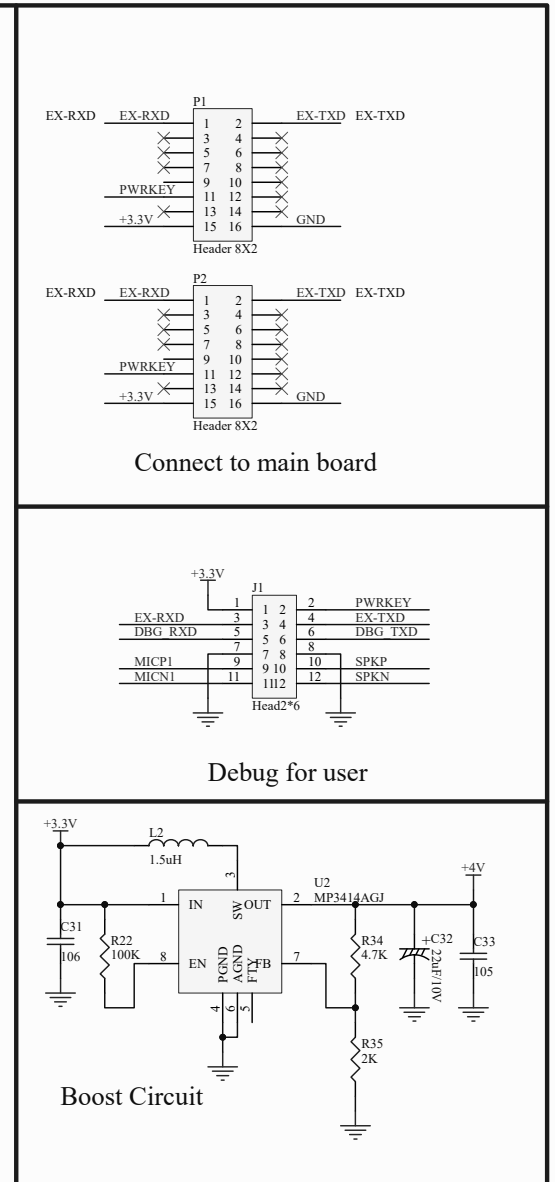 P1
EX-RXD EX-RXD 1 2 EX-TXD EX-TXD
3 4
5 6
7 8
9 10
PWRKEY 11 12
13 14
+3.3V 15 16 GND
Header 8X2
P2
EX-RXD EX-RXD 1 2 EX-TXD EX-TXD
3 4
5 6
7 8
9 10
PWRKEY 11 12
13 14
+3.3V 15 16 GND
Header 8X2
Connect to main board
+3.3V
J1
1 1 2 2 PWRKEY
EX-RXD 3 3 4 4 EX-TXD
DBG_RXD 5 5 6 6 DBG_TXD
7 7 8 8
MICP1 9 9 10 10 SPKP
MICN1 11 11 12 12 SPKN
Head2*6
Debug for user
+3.3V
L2
1.5uH
3
+4V
U2
1 IN SW OUT 2 MP3414AGJ
C31
106
R22
100K
8 EN PGND AGND FTY FB 7
4 6 5
R34
4.7K
+C32
22uF/10V
C33
105
R35
2K
Boost Circuit